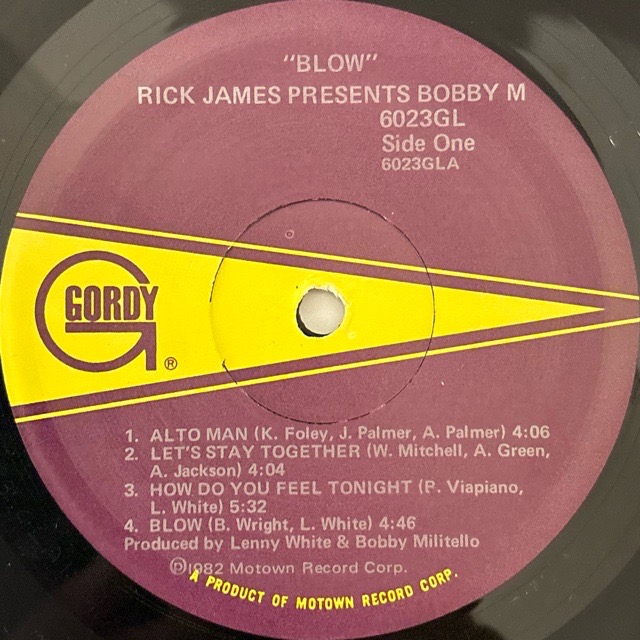 "BLOW"
RICK JAMES PRESENTS BOBBY M
6023GL
Side One
6023GLA
GORDY
®
1. ALTO MAN (K. Foley, J. Palmer, A. Palmer) 4:06
2. LET'S STAY TOGETHER (W. Mitchell, A. Green,
A. Jackson) 4:04
3. HOW DO YOU FEEL TONIGHT (P. Viapiano,
L. White) 5:32
4. BLOW (B. Wright, L. White) 4:46
Produced by Lenny White & Bobby Militello
Ⓟ1982 Motown Record Corp.
A PRODUCT OF MOTOWN RECORD CORP.